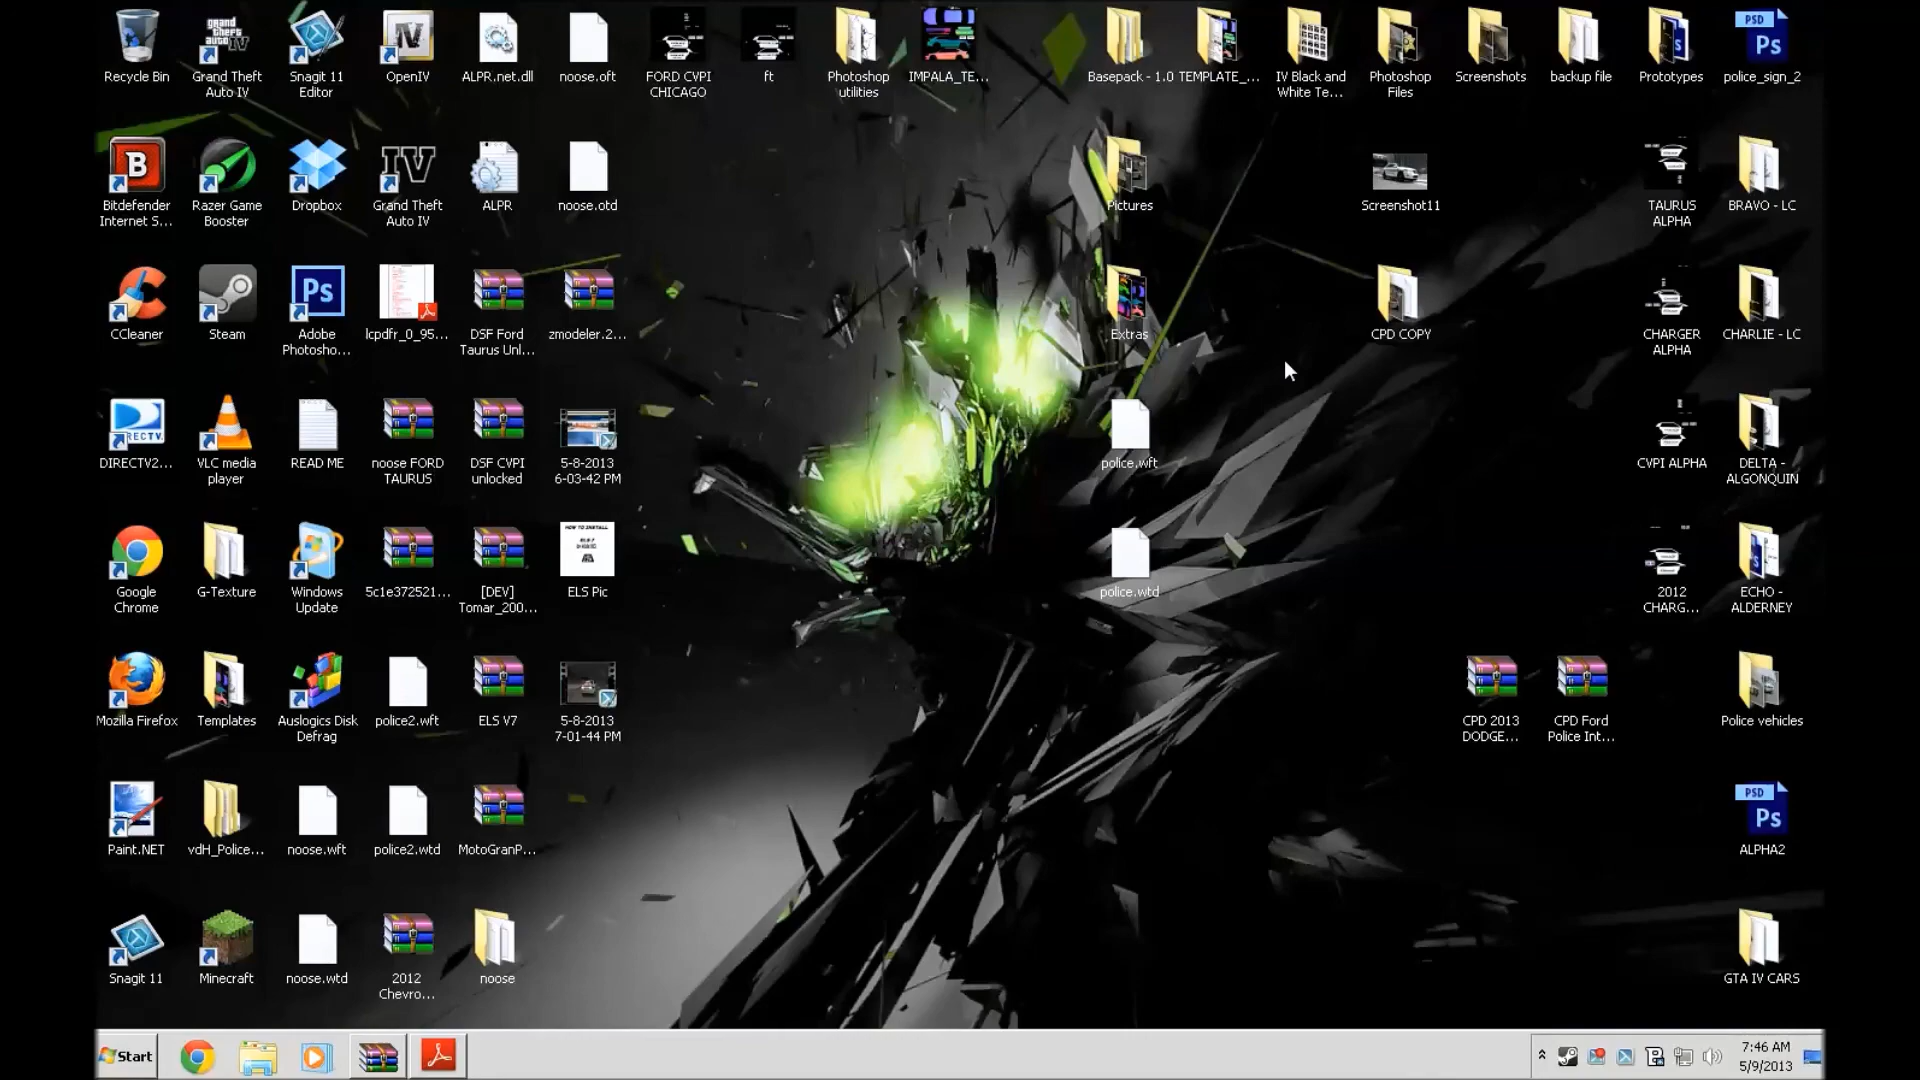 Recycle Bin
Grand Theft
Auto IV
Snagit 11
Editor
OpenIV
ALPR.net.dll
noose.oft
FORD CVPI
CHICAGO
ft
Photoshop
utilities
IMPALA_TE...
Basepack - 1.0
TEMPLATE_...
IV Black and
White Te...
Photoshop
Files
Screenshots
backup file
Prototypes
police_sign_2
Bitdefender
Internet S...
Razer Game
Booster
Dropbox
Grand Theft
Auto IV
ALPR
noose.otd
Pictures
Screenshot11
TAURUS
ALPHA
BRAVO - LC
CCleaner
Steam
Adobe
Photosho...
lcpdfr_0_95...
DSF Ford
Taurus Unl...
zmodeler.2...
Extras
CPD COPY
CHARGER
ALPHA
CHARLIE - LC
DIRECTV2...
VLC media
player
READ ME
noose FORD
TAURUS
DSF CVPI
unlocked
5-8-2013
6-03-42 PM
police.wft
CVPI ALPHA
DELTA -
ALGONQUIN
Google
Chrome
G-Texture
Windows
Update
5c1e372521...
[DEV]
Tomar_200...
ELS Pic
police.wtd
2012
CHARG...
ECHO -
ALDERNEY
Mozilla Firefox
Templates
Auslogics Disk
Defrag
police2.wft
ELS V7
5-8-2013
7-01-44 PM
CPD 2013
DODGE...
CPD Ford
Police Int...
Police vehicles
Paint.NET
vdH_Police...
noose.wft
police2.wtd
MotoGranP...
ALPHA2
Snagit 11
Minecraft
noose.wtd
2012
Chevro...
noose
GTA IV CARS
Start
7:46 AM
5/9/2013